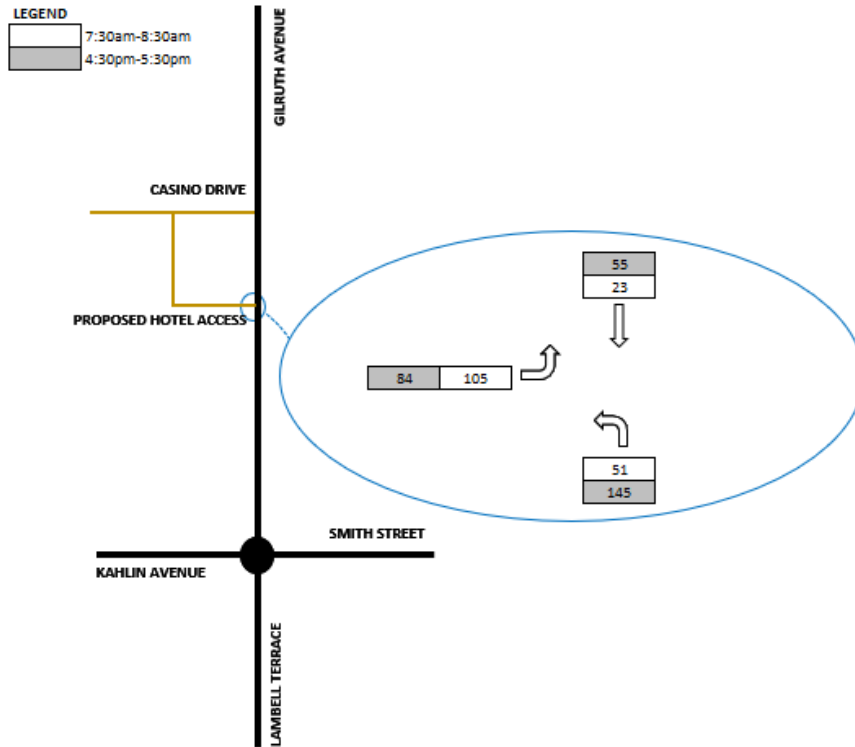 LEGEND
7:30am-8:30am
4:30pm-5:30pm
GILRUTH AVENUE
CASINO DRIVE
PROPOSED HOTEL ACCESS
55
23
84 105
51
145
SMITH STREET
KAHLIN AVENUE
LAMBELL TERRACE